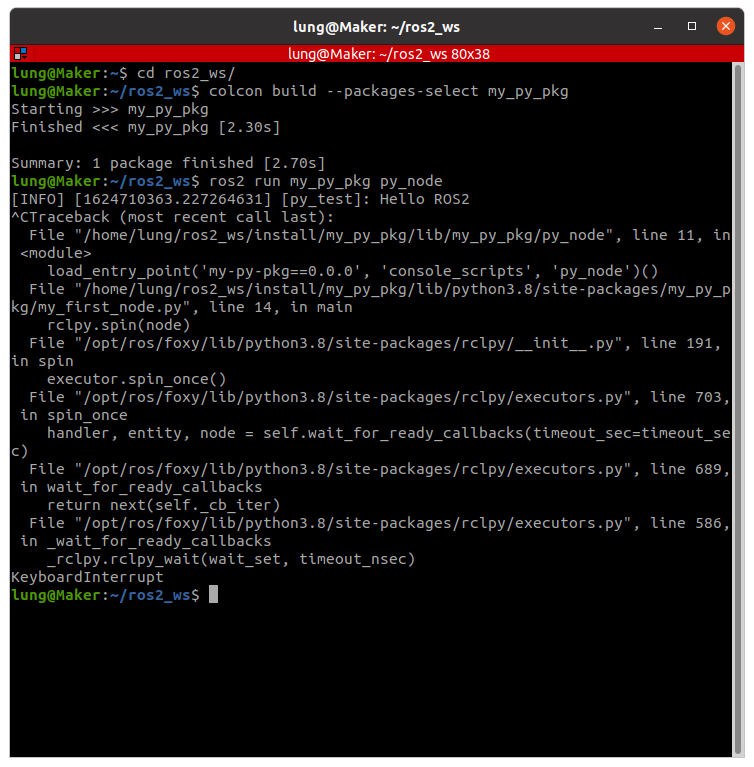 lung@Maker: ~/ros2_ws
lung@Maker: ~/ros2_ws 80x38
lung@Maker:~$ cd ros2_ws/
lung@Maker:~/ros2_ws$ colcon build --packages-select my_py_pkg
Starting >>> my_py_pkg
Finished <<< my_py_pkg [2.30s]
Summary: 1 package finished [2.70s]
lung@Maker:~/ros2_ws$ ros2 run my_py_pkg py_node
[INFO] [1624710363.227264631] [py_test]: Hello ROS2
^CTraceback (most recent call last):
  File "/home/lung/ros2_ws/install/my_py_pkg/lib/my_py_pkg/py_node", line 11, in
 <module>
    load_entry_point('my-py-pkg==0.0.0', 'console_scripts', 'py_node')()
  File "/home/lung/ros2_ws/install/my_py_pkg/lib/python3.8/site-packages/my_py_p
kg/my_first_node.py", line 14, in main
    rclpy.spin(node)
  File "/opt/ros/foxy/lib/python3.8/site-packages/rclpy/__init__.py", line 191,
in spin
    executor.spin_once()
  File "/opt/ros/foxy/lib/python3.8/site-packages/rclpy/executors.py", line 703,
 in spin_once
    handler, entity, node = self.wait_for_ready_callbacks(timeout_sec=timeout_se
c)
  File "/opt/ros/foxy/lib/python3.8/site-packages/rclpy/executors.py", line 689,
 in wait_for_ready_callbacks
    return next(self._cb_iter)
  File "/opt/ros/foxy/lib/python3.8/site-packages/rclpy/executors.py", line 586,
 in _wait_for_ready_callbacks
    _rclpy.rclpy_wait(wait_set, timeout_nsec)
KeyboardInterrupt
lung@Maker:~/ros2_ws$